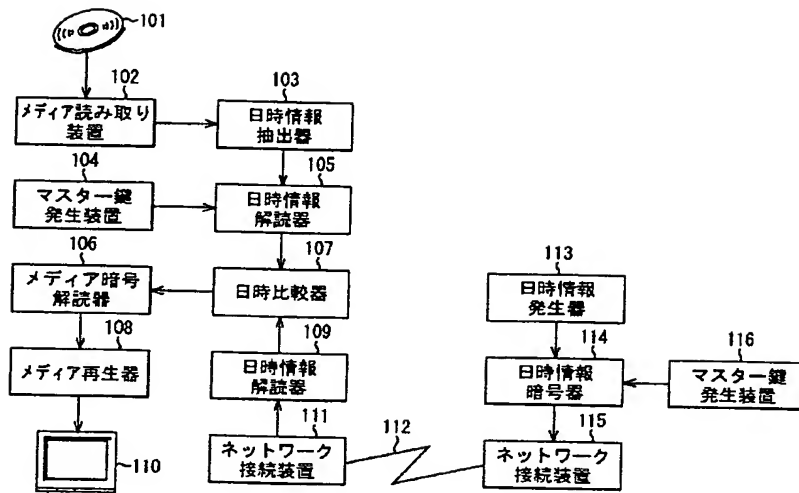 101
102
メディア読み取り
装置
103
日時情報
抽出器
104
マスター鍵
発生装置
105
日時情報
解読器
106
メディア暗号
解読器
107
日時比較器
108
メディア再生器
109
日時情報
解読器
110
111
ネットワーク
接続装置
112
113
日時情報
発生器
114
日時情報
暗号器
116
マスター鍵
発生装置
115
ネットワーク
接続装置